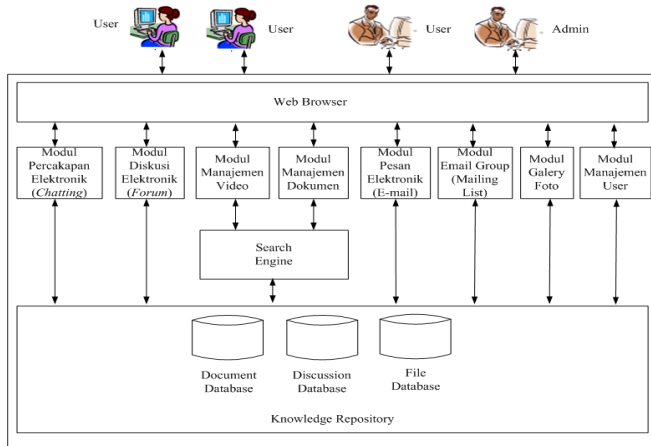 User
User
User
Admin
Web Browser
Modul
Percakapan
Elektronik
(Chatting)
Modul
Diskusi
Elektronik
(Forum)
Modul
Manajemen
Video
Modul
Manajemen
Dokumen
Modul
Pesan
Elektronik
(E-mail)
Modul
Email Group
(Mailing
List)
Modul
Galery
Foto
Modul
Manajemen
User
Search
Engine
Document
Database
Discussion
Database
File
Database
Knowledge Repository